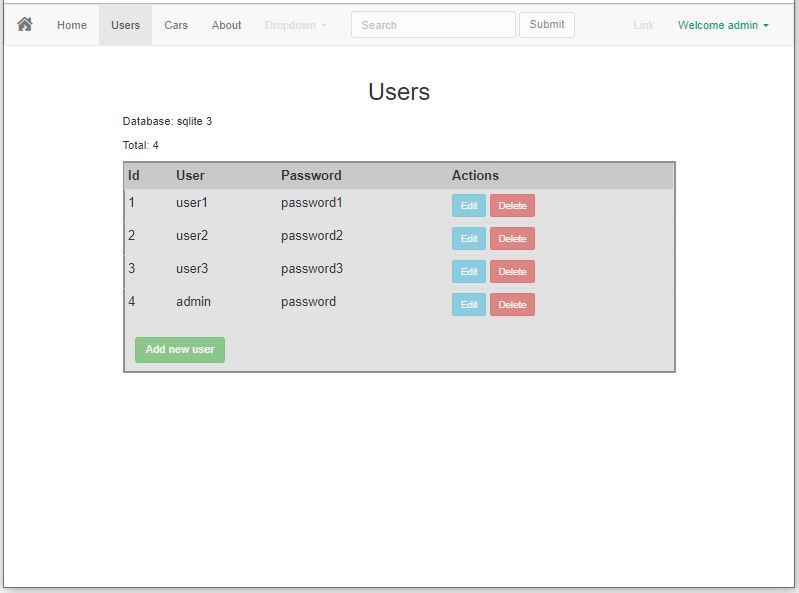 Home Users Cars About Dropdown Search Submit Link Welcome admin
Users
Database: sqlite 3
Total: 4
Id User Password Actions
1 user1 password1 Edit Delete
2 user2 password2 Edit Delete
3 user3 password3 Edit Delete
4 admin password Edit Delete
Add new user